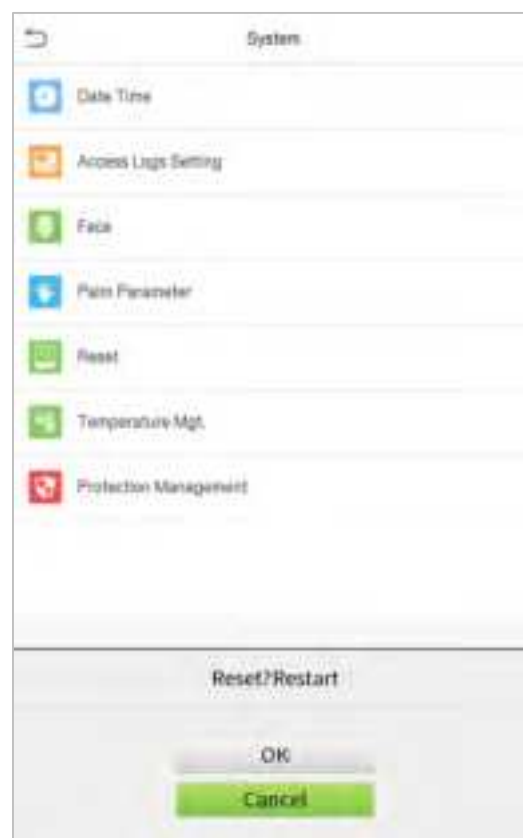 System
Date Time
Access Logs Setting
Face
Palm Parameter
Reset
Temperature Mgt.
Protection Management
Reset?Restart
OK
Cancel